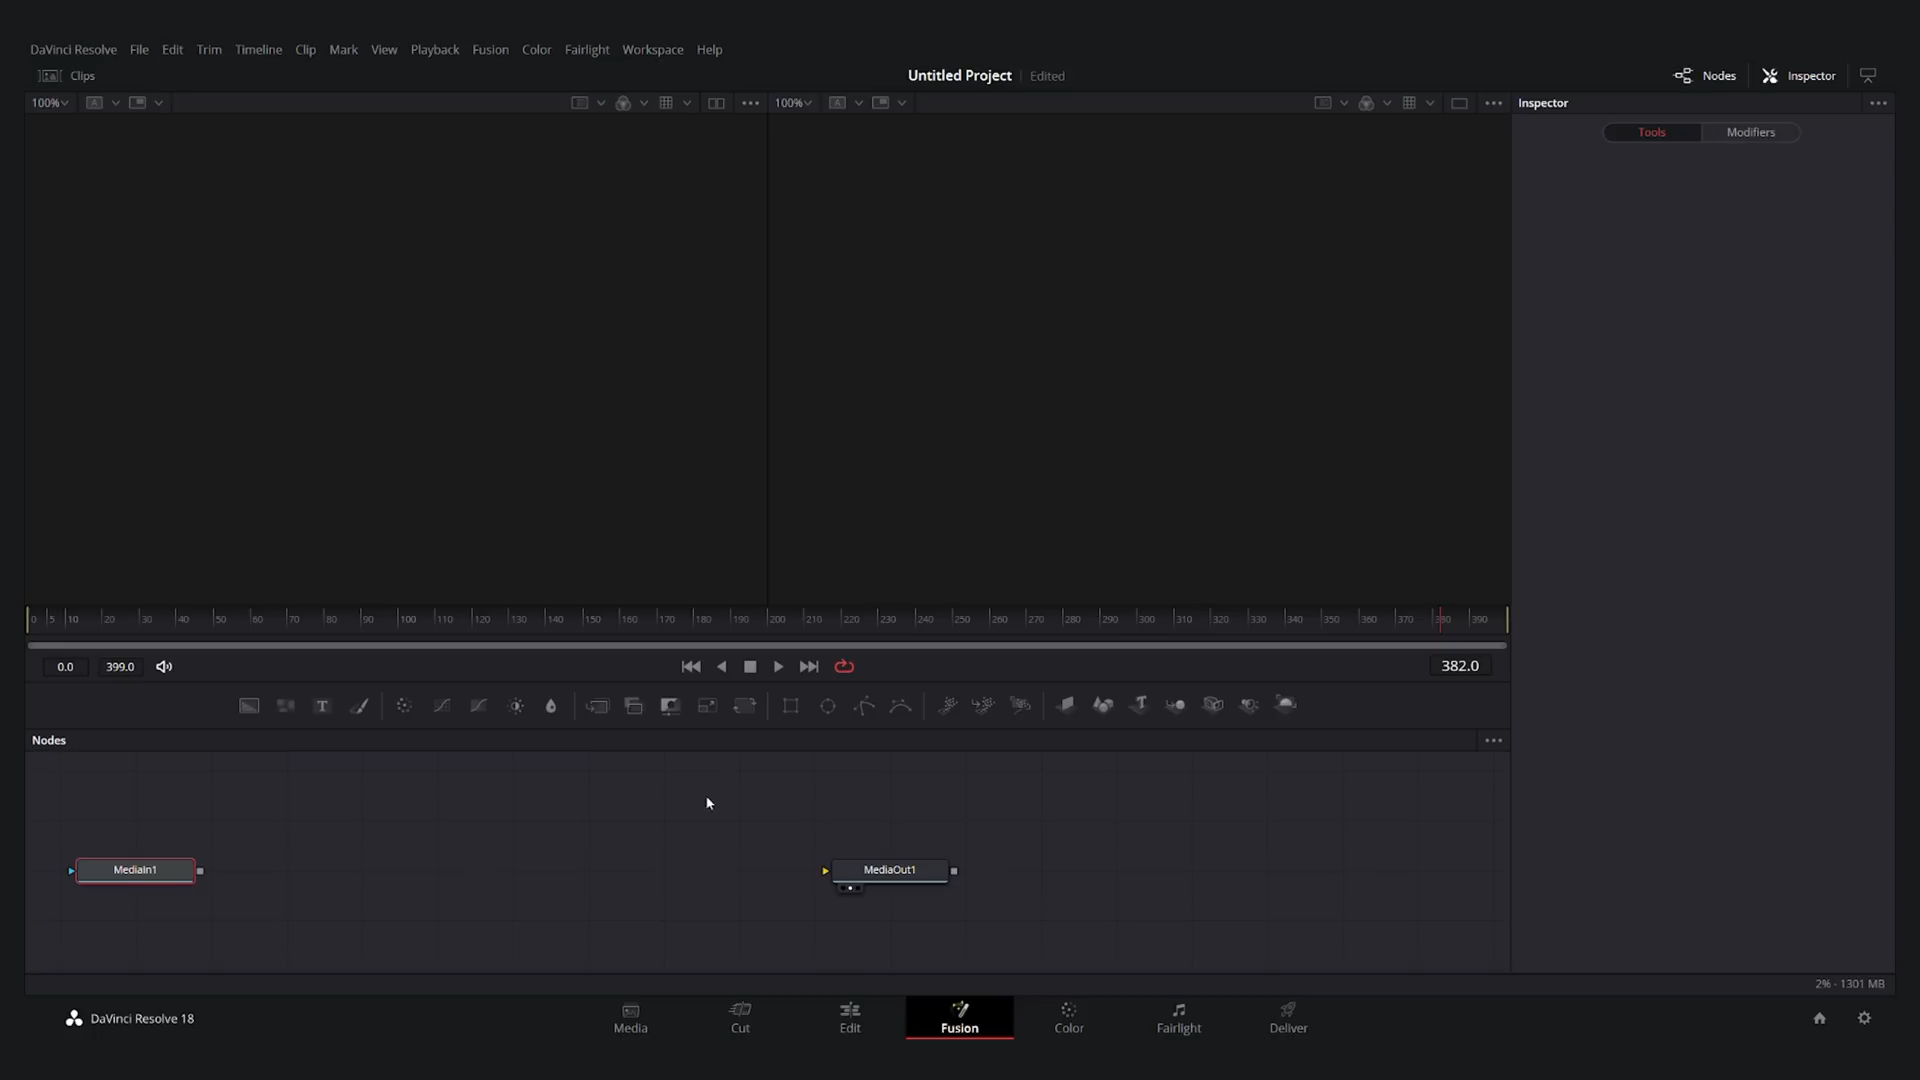 DaVinci Resolve File Edit Trim Timeline Clip Mark View Playback Fusion Color Fairlight Workspace Help
Clips Untitled Project Edited Nodes Inspector
100% A 100% A Inspector
Tools Modifiers
0 5 10 20 30 40 50 60 70 80 90 100 110 120 130 140 150 160 170 180 190 200 210 220 230 240 250 260 270 280 290 300 310 320 330 340 350 360 370 380 390
0.0 399.0 382.0
T T
Nodes
MediaIn1 MediaOut1
2% - 1301 MB
DaVinci Resolve 18 Media Cut Edit Fusion Color Fairlight Deliver